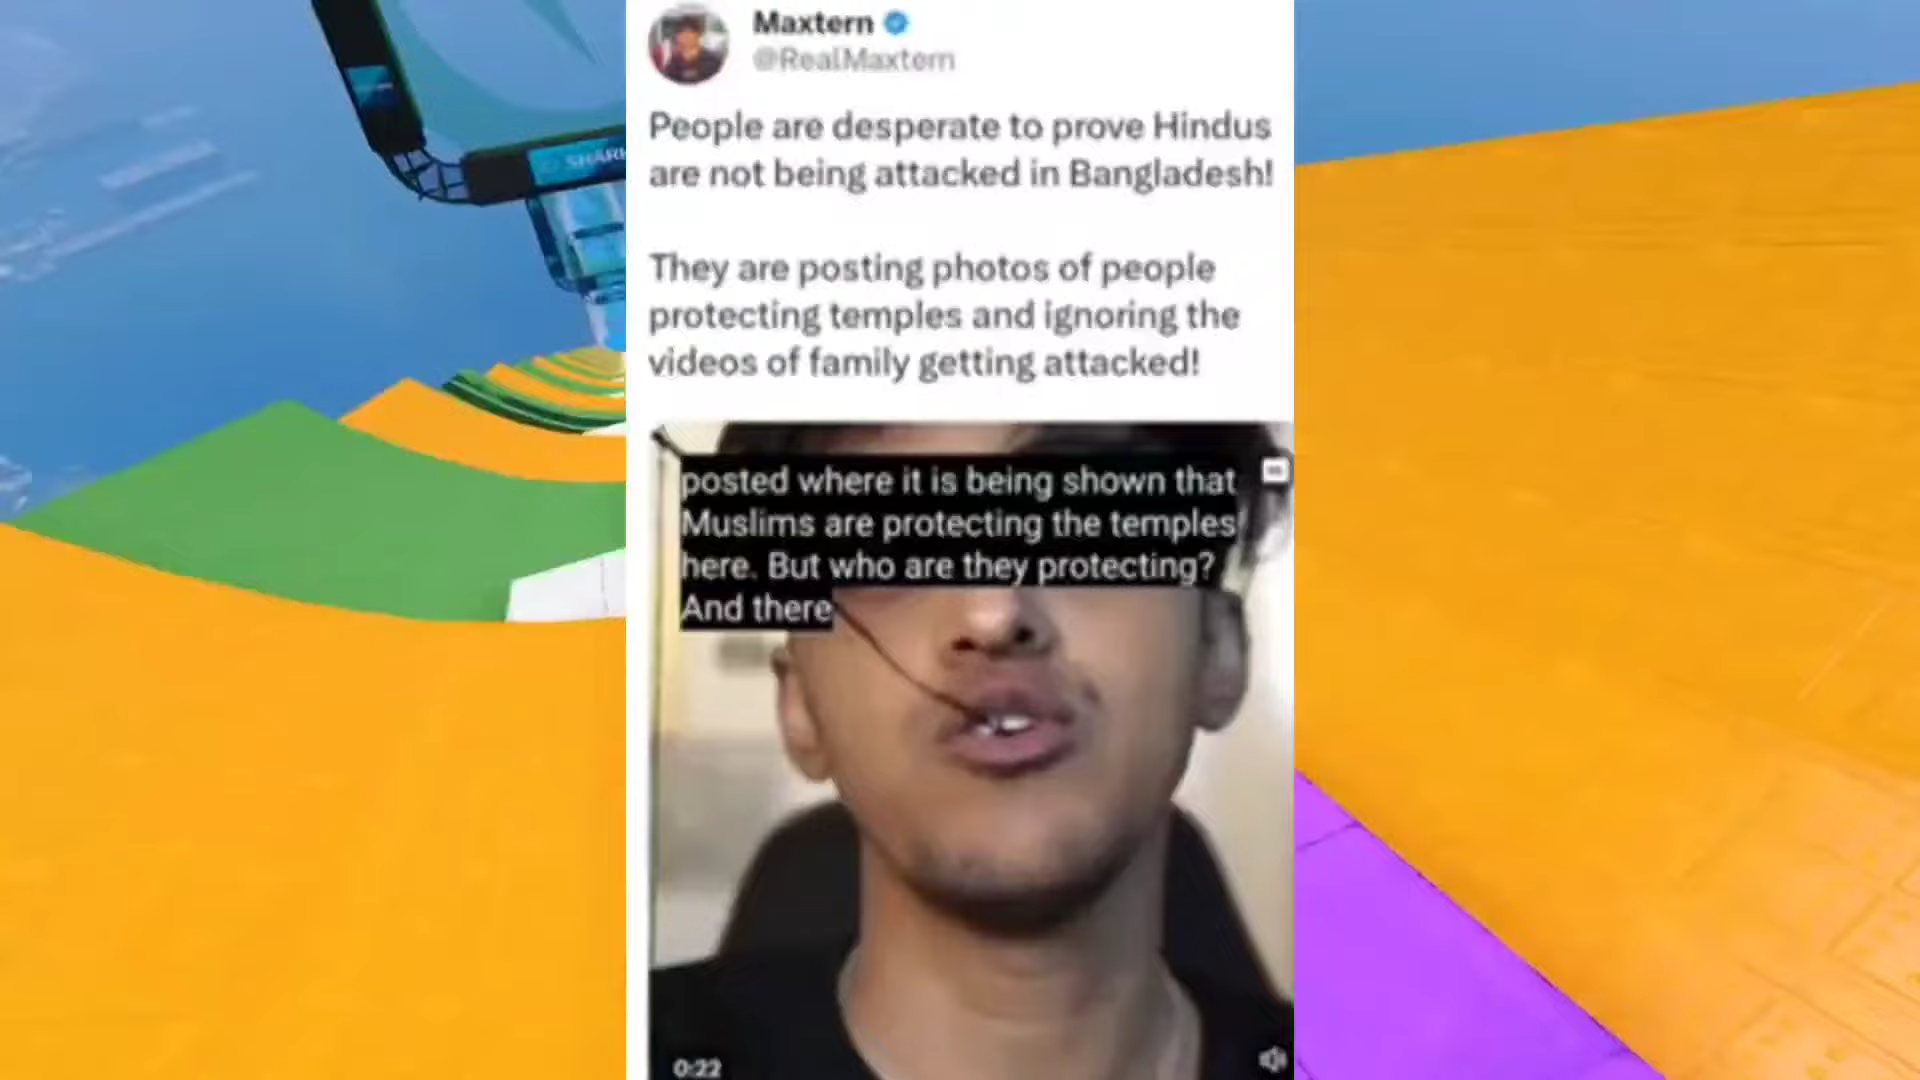 Maxtern
@RealMaxtern
People are desperate to prove Hindus
are not being attacked in Bangladesh!
They are posting photos of people
protecting temples and ignoring the
videos of family getting attacked!
posted where it is being shown that
Muslims are protecting the temples
here. But who are they protecting?
And there
0:22